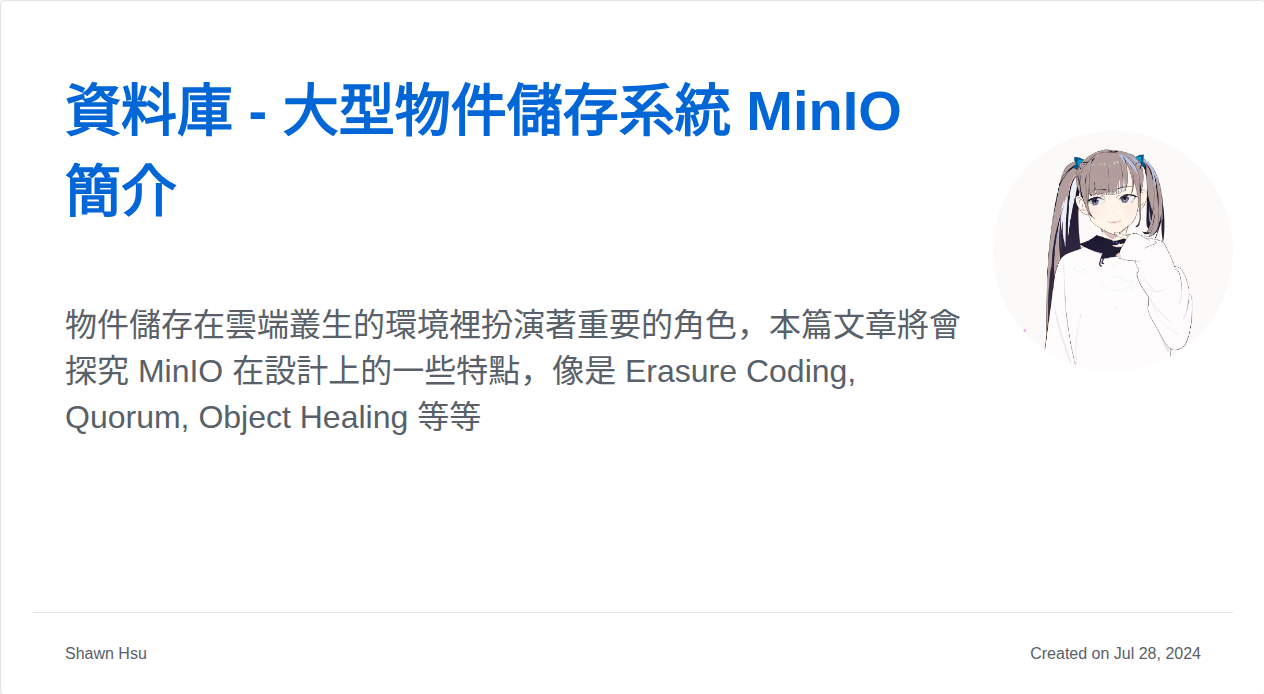 資料庫 - 大型物件儲存系統 MinIO
簡介
物件儲存在雲端叢生的環境裡扮演著重要的角色，本篇文章將會
探究 MinIO 在設計上的一些特點，像是 Erasure Coding,
Quorum, Object Healing 等等
Shawn Hsu
Created on Jul 28, 2024